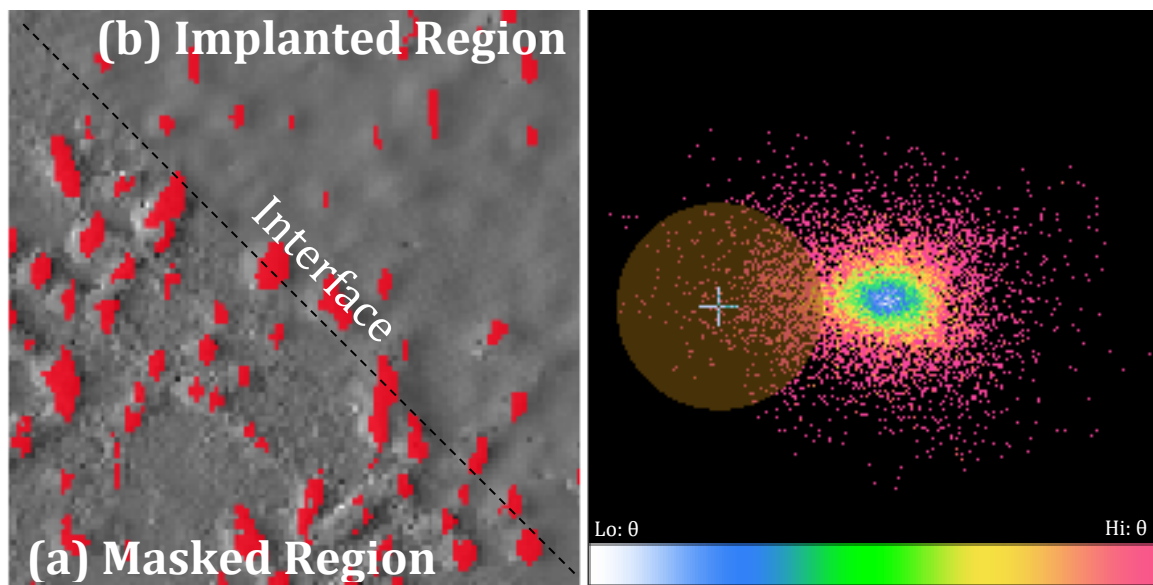 (b) Implanted Region
Interface
(a) Masked Region
Lo: θ
Hi: θ